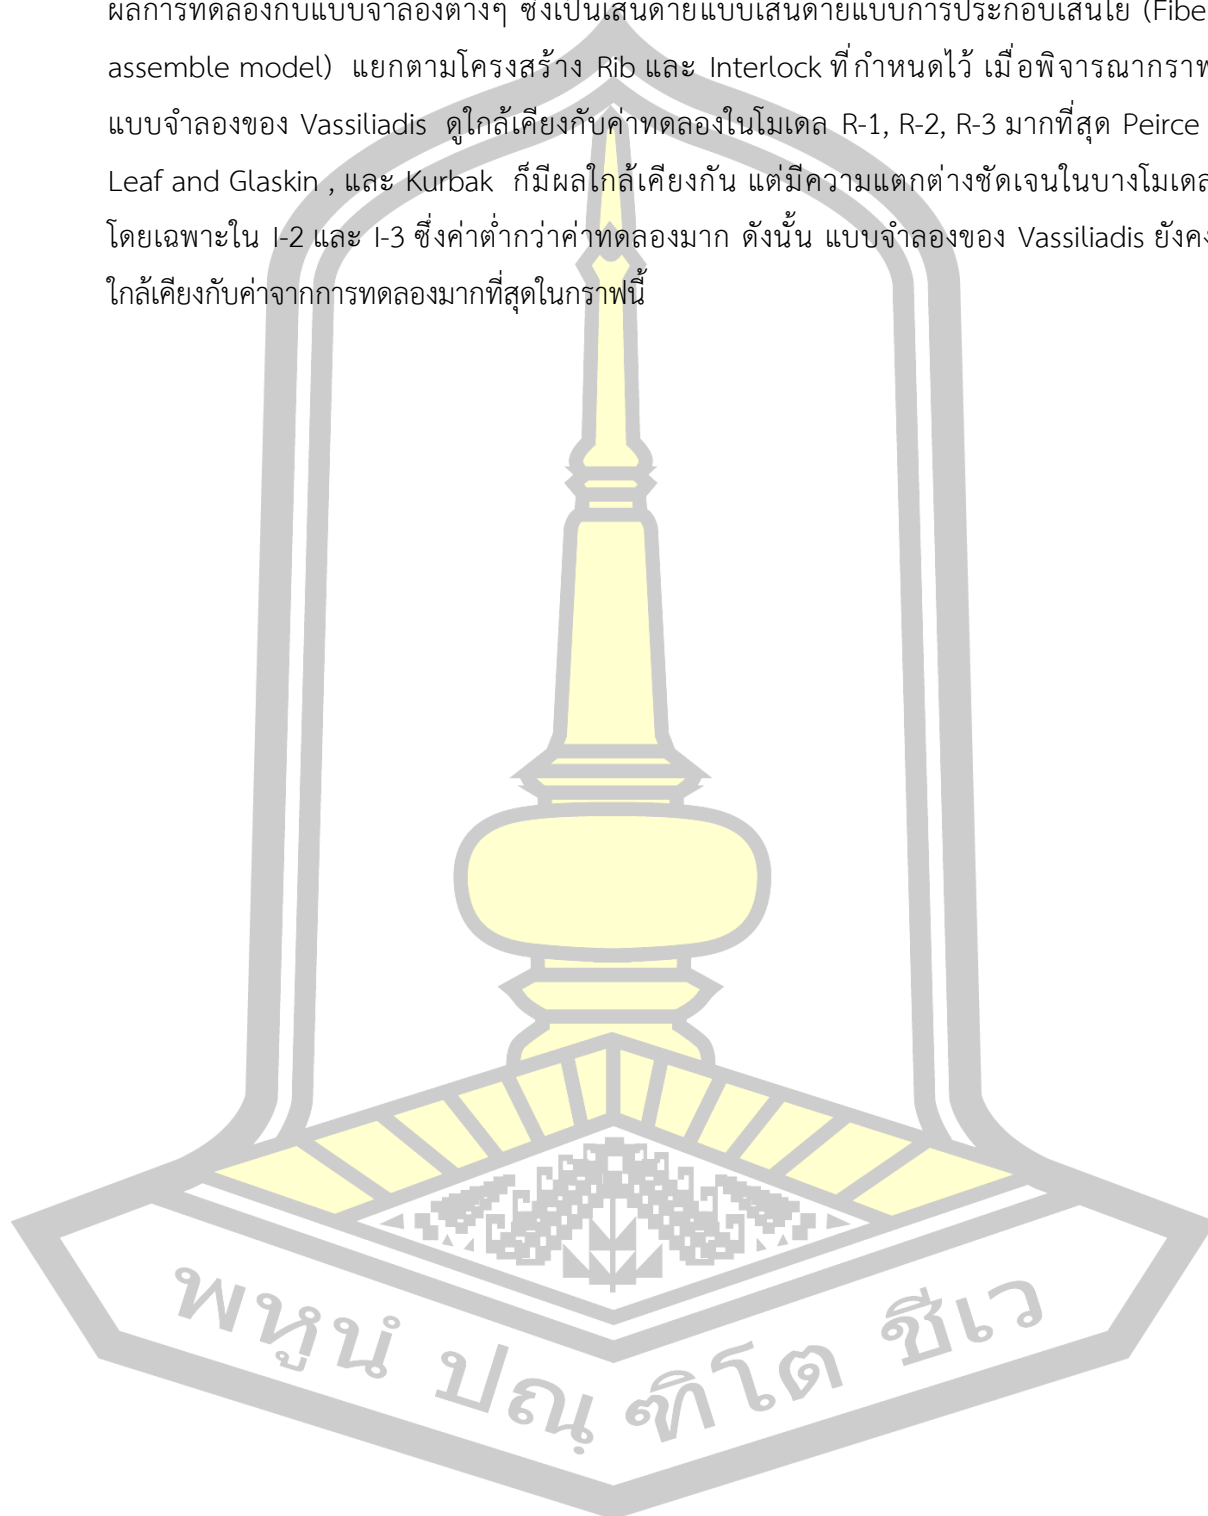 ผลการทดลองกับแบบจำลองต่างๆ ซึ่งเป็นเส้นด้ายแบบเส้นด้ายแบบการประกอบเส้นใย (Fibe
assemble model) แยกตามโครงสร้าง Rib และ Interlock ที่กำหนดไว้ เมื่อพิจารณากราฟ
แบบจำลองของ Vassiliadis ดูใกล้เคียงกับค่าทดลองในโมเดล R-1, R-2, R-3 มากที่สุด Peirce
Leaf and Glaskin , และ Kurbak ก็มีผลใกล้เคียงกัน แต่มีความแตกต่างชัดเจนในบางโมเดล
โดยเฉพาะใน I-2 และ I-3 ซึ่งค่าต่ำกว่าค่าทดลองมาก ดังนั้น แบบจำลองของ Vassiliadis ยังคง
ใกล้เคียงกับค่าจากการทดลองมากที่สุดในกราฟนี้
พหูนํ ปณฺฑิโต ชีเว